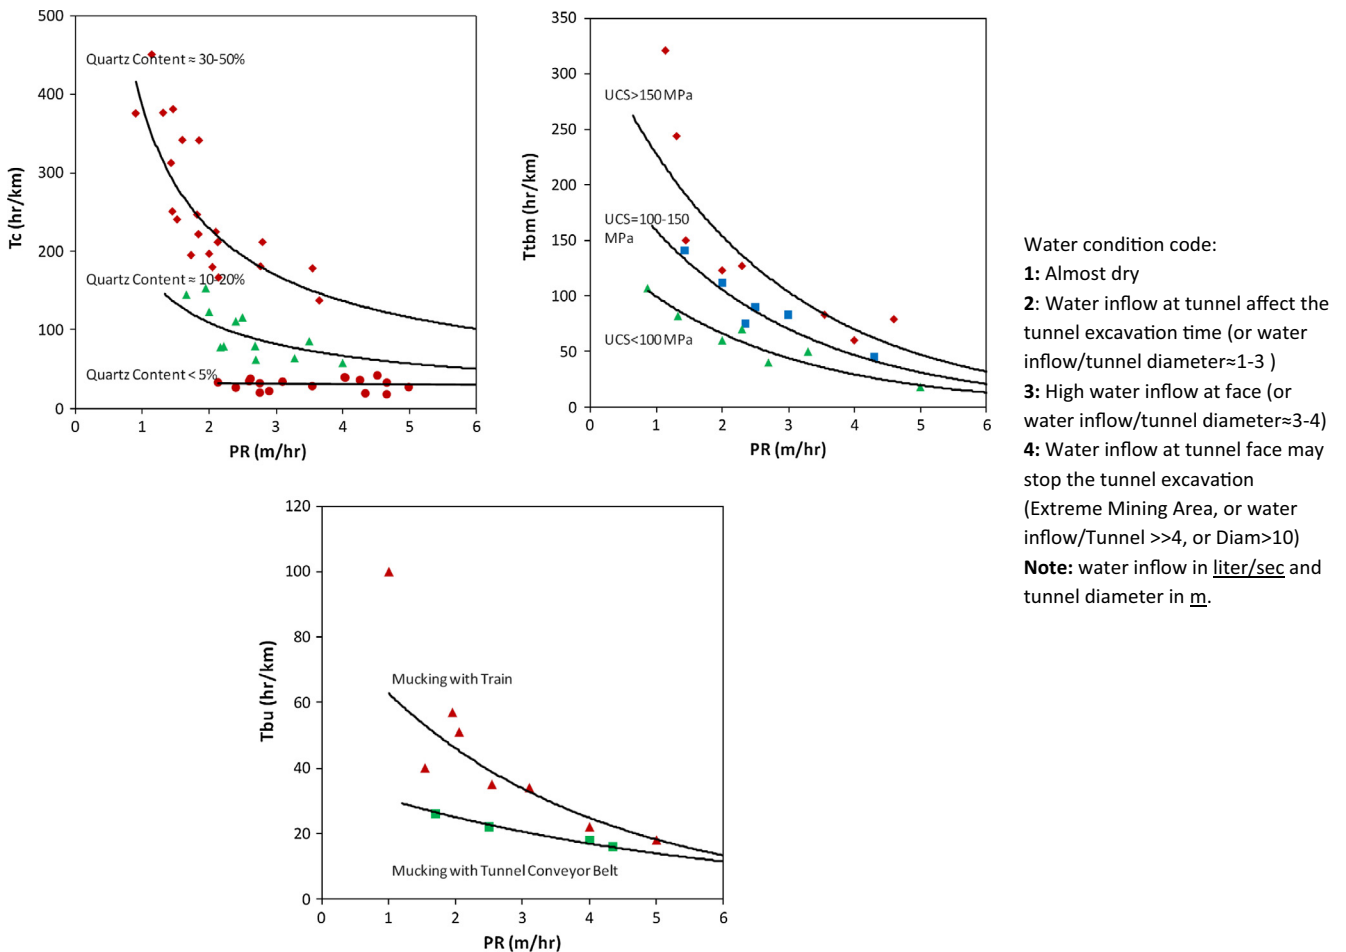 500
400
300
200
100
0
Tc (hr/km)
Quartz Content ≈ 30-50%
Quartz Content ≈ 10-20%
Quartz Content < 5%
0 1 2 3 4 5 6
PR (m/hr)
350
300
250
200
150
100
50
0
Ttbm (hr/km)
UCS>150 MPa
UCS=100-150
MPa
UCS<100 MPa
0 1 2 3 4 5 6
PR (m/hr)
Water condition code:
1: Almost dry
2: Water inflow at tunnel affect the
tunnel excavation time (or water
inflow/tunnel diameter≈1-3 )
3: High water inflow at face (or
water inflow/tunnel diameter≈3-4)
4: Water inflow at tunnel face may
stop the tunnel excavation
(Extreme Mining Area, or water
inflow/Tunnel >>4, or Diam>10)
Note: water inflow in liter/sec and
tunnel diameter in m.
120
100
80
60
40
20
0
Tbu (hr/km)
Mucking with Train
Mucking with Tunnel Conveyor Belt
0 1 2 3 4 5 6
PR (m/hr)